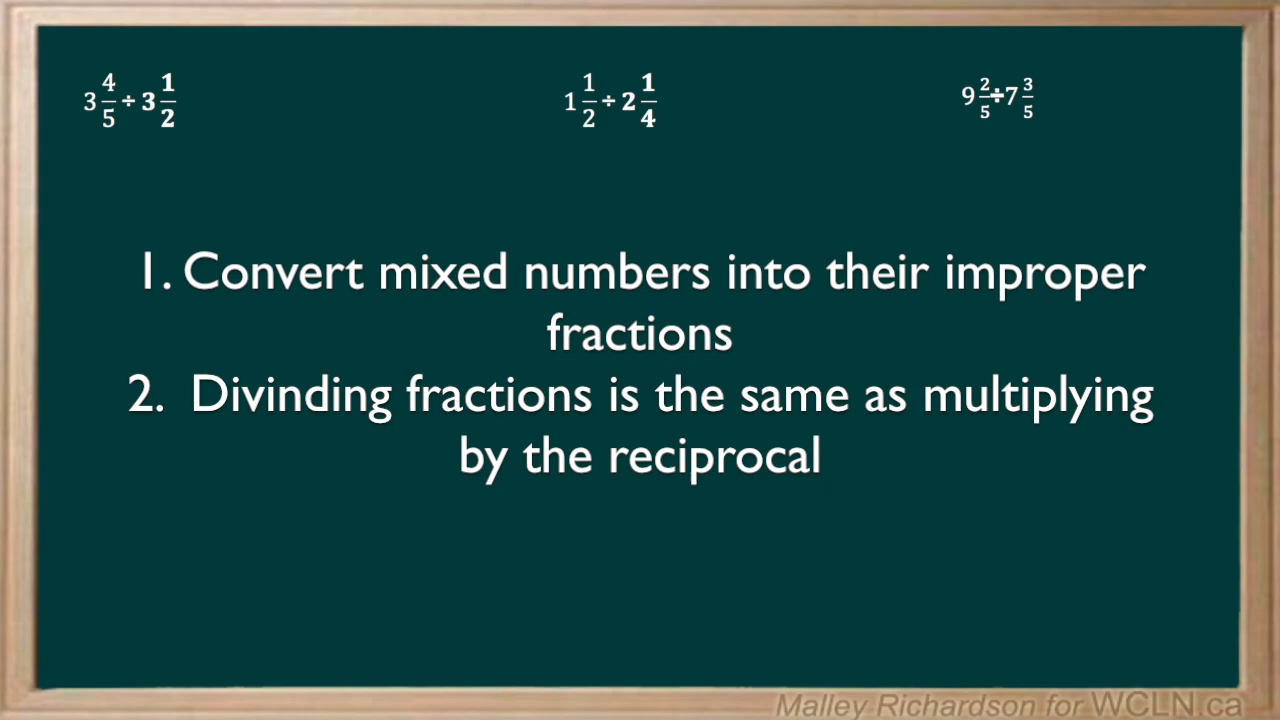 3 4/5 ÷ 3 1/2 1 1/2 ÷ 2 1/4 9 2/5 ÷ 7 3/5
1. Convert mixed numbers into their improper
fractions
2. Divinding fractions is the same as multiplying
by the reciprocal
Malley Richardson for WCLN.ca